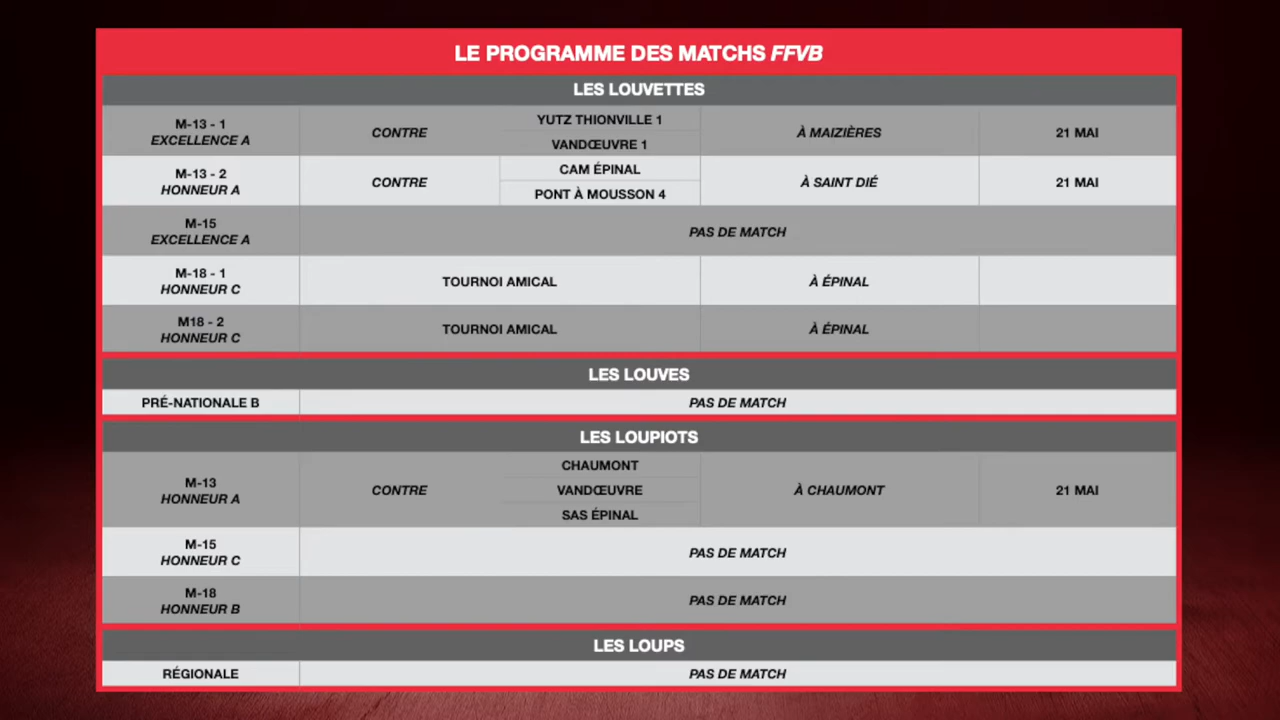 LE PROGRAMME DES MATCHS FFVB
LES LOUVETTES
M-13 - 1
EXCELLENCE A
CONTRE
YUTZ THIONVILLE 1
VANDŒUVRE 1
À MAIZIÈRES
21 MAI
M-13 - 2
HONNEUR A
CONTRE
CAM ÉPINAL
PONT À MOUSSON 4
À SAINT DIÉ
21 MAI
M-15
EXCELLENCE A
PAS DE MATCH
M-18 - 1
HONNEUR C
TOURNOI AMICAL
À ÉPINAL
M18 - 2
HONNEUR C
TOURNOI AMICAL
À ÉPINAL
LES LOUVES
PRÉ-NATIONALE B
PAS DE MATCH
LES LOUPIOTS
M-13
HONNEUR A
CONTRE
CHAUMONT
VANDŒUVRE
SAS ÉPINAL
À CHAUMONT
21 MAI
M-15
HONNEUR C
PAS DE MATCH
M-18
HONNEUR B
PAS DE MATCH
LES LOUPS
RÉGIONALE
PAS DE MATCH